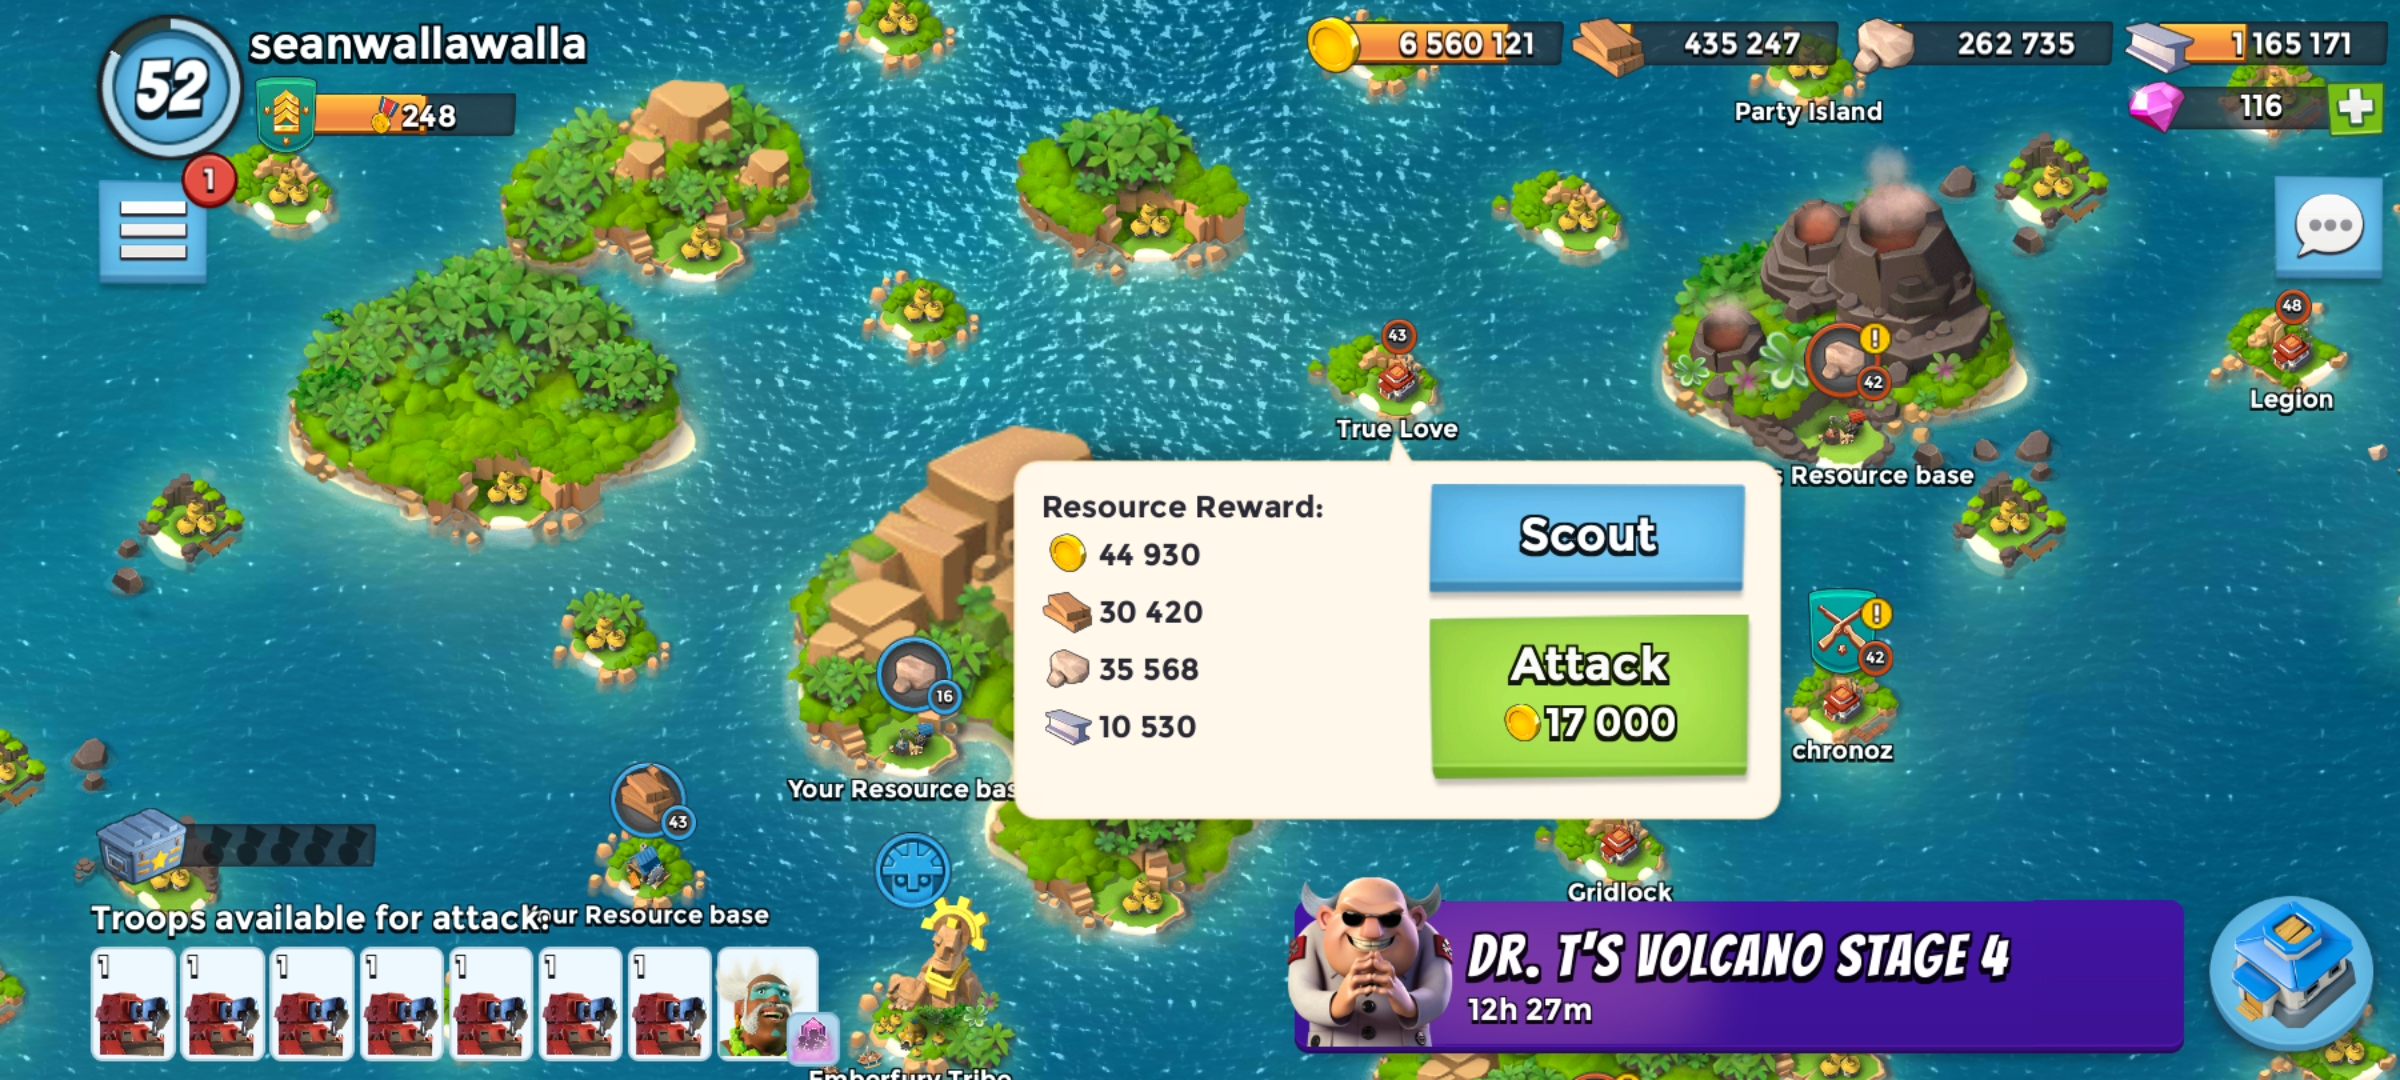 52
seanwallawalla
248
6 560 121
435 247
262 735
1 165 171
116
Party Island
1
48
Legion
43
True Love
42
Resource base
Resource Reward:
44 930
30 420
35 568
10 530
Scout
Attack
17 000
16
Your Resource bas
42
chronoz
43
Your Resource base
Gridlock
Troops available for attack:
1
1
1
1
1
1
1
DR. T'S VOLCANO STAGE 4
12h 27m
Emberfury Tribe